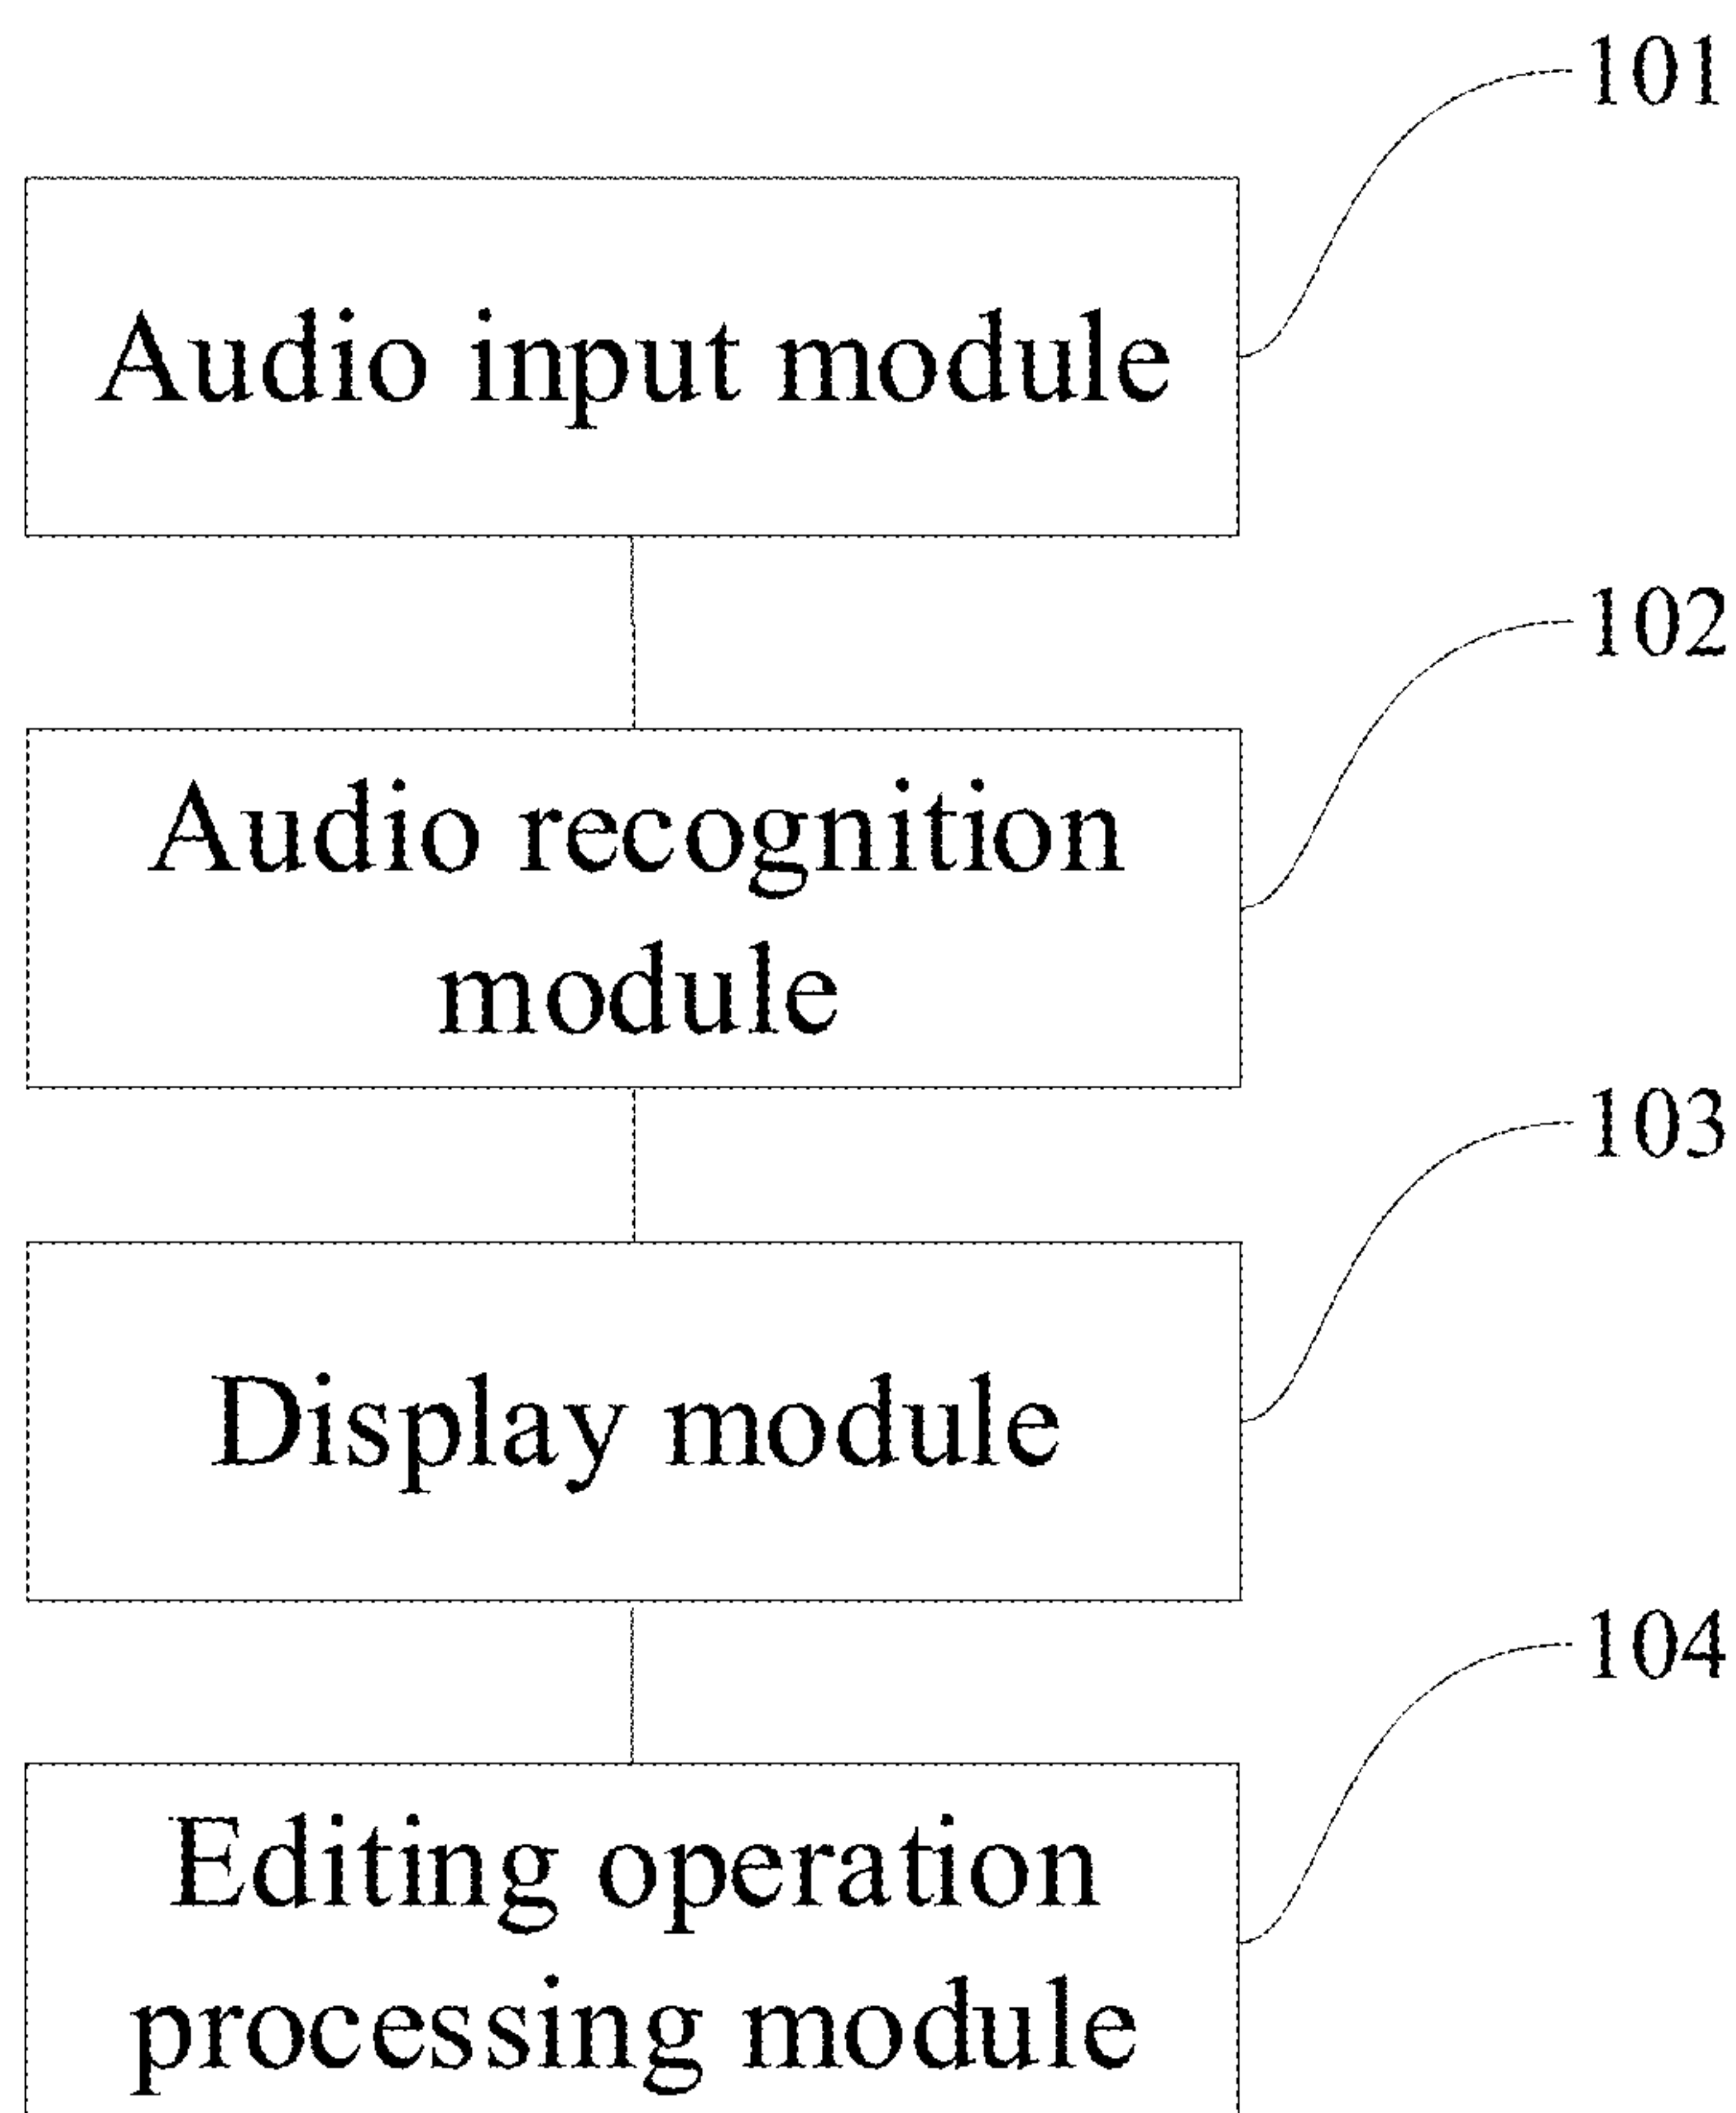 101
Audio input module
102
Audio recognition
module
103
Display module
104
Editing operation
processing module